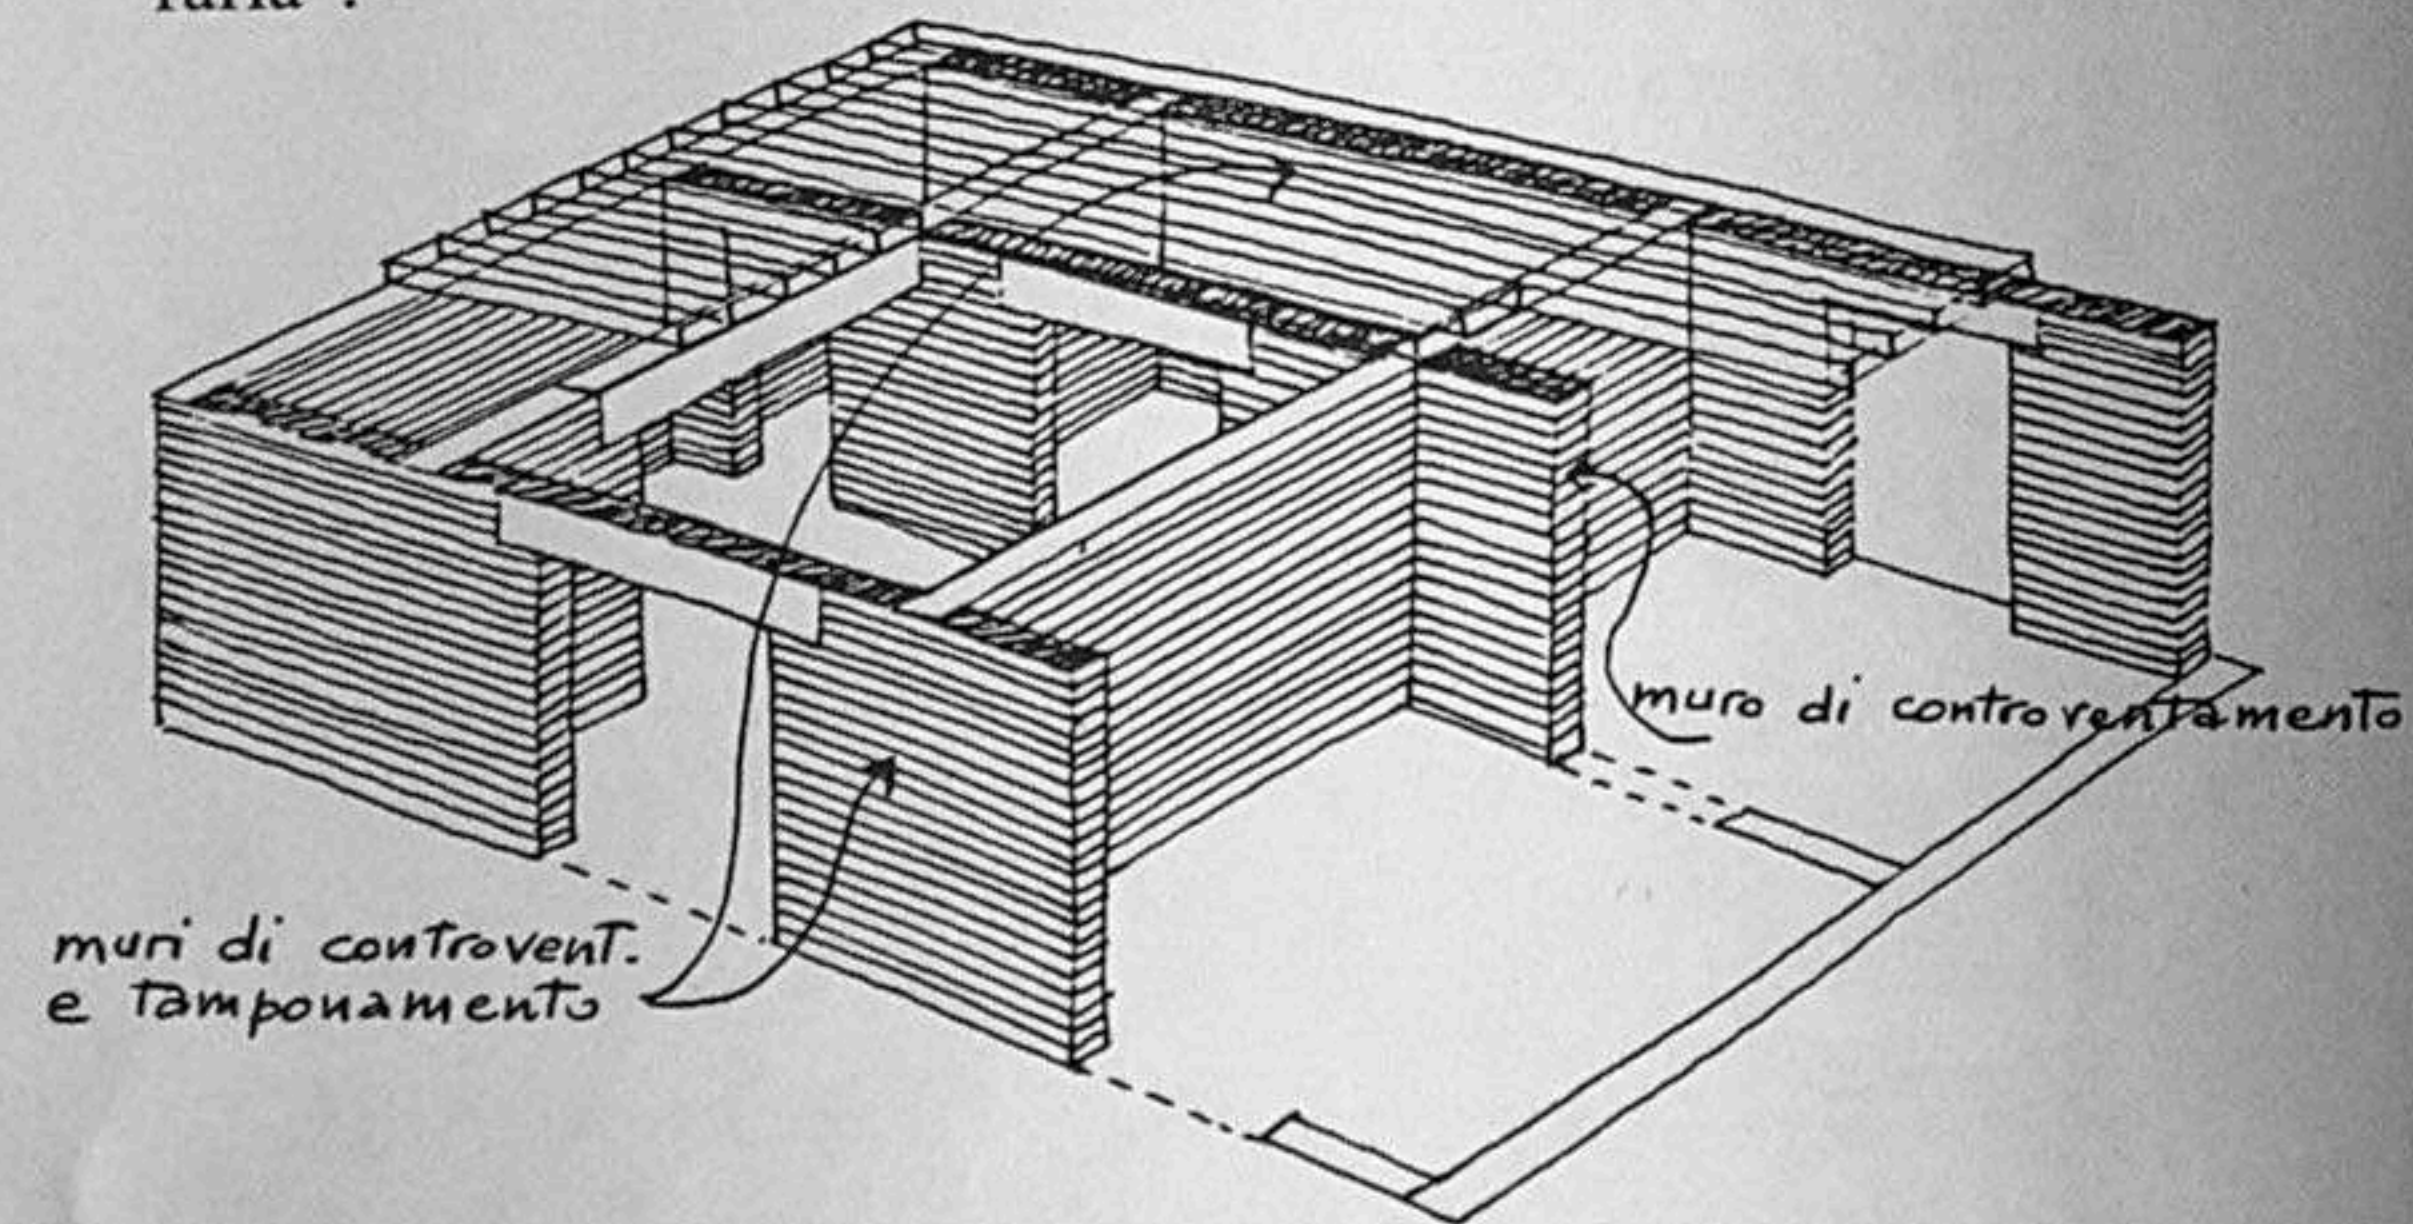 muro di controventamento
muri di controvent.
e tamponamento